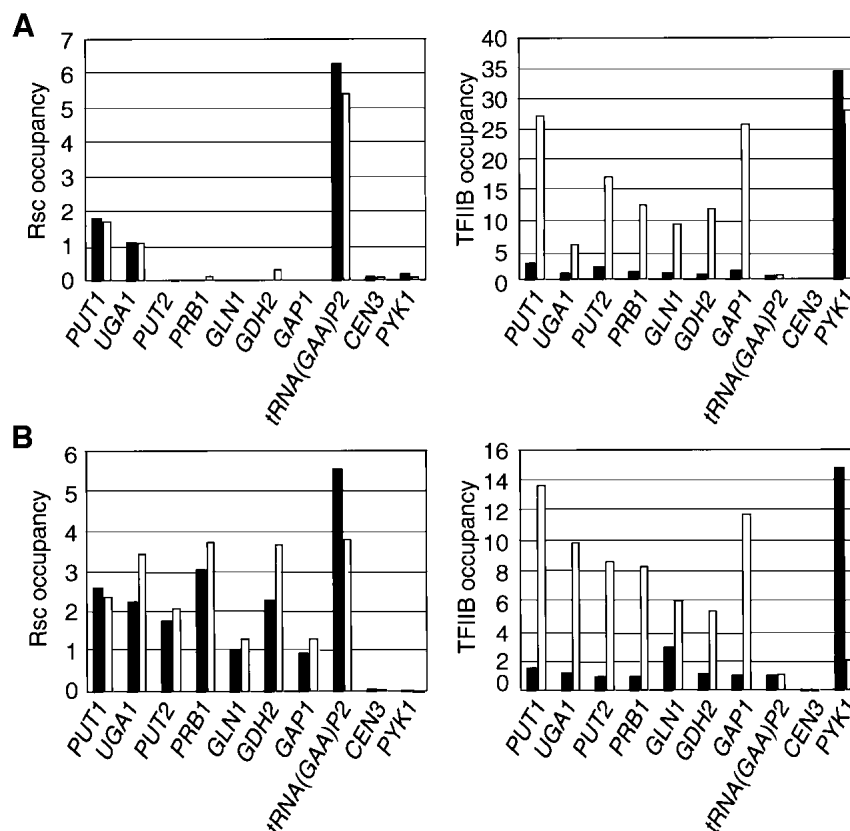 A
Rsc occupancy
7
6
5
4
3
2
1
0
PUT1
UGA1
PUT2
PRB1
GLN1
GDH2
GAP1
tRNA(GAA)P2
CEN3
PYK1
TFIIB occupancy
40
35
30
25
20
15
10
5
0
PUT1
UGA1
PUT2
PRB1
GLN1
GDH2
GAP1
tRNA(GAA)P2
CEN3
PYK1
B
Rsc occupancy
6
5
4
3
2
1
0
PUT1
UGA1
PUT2
PRB1
GLN1
GDH2
GAP1
tRNA(GAA)P2
CEN3
PYK1
TFIIB occupancy
16
14
12
10
8
6
4
2
0
PUT1
UGA1
PUT2
PRB1
GLN1
GDH2
GAP1
tRNA(GAA)P2
CEN3
PYK1